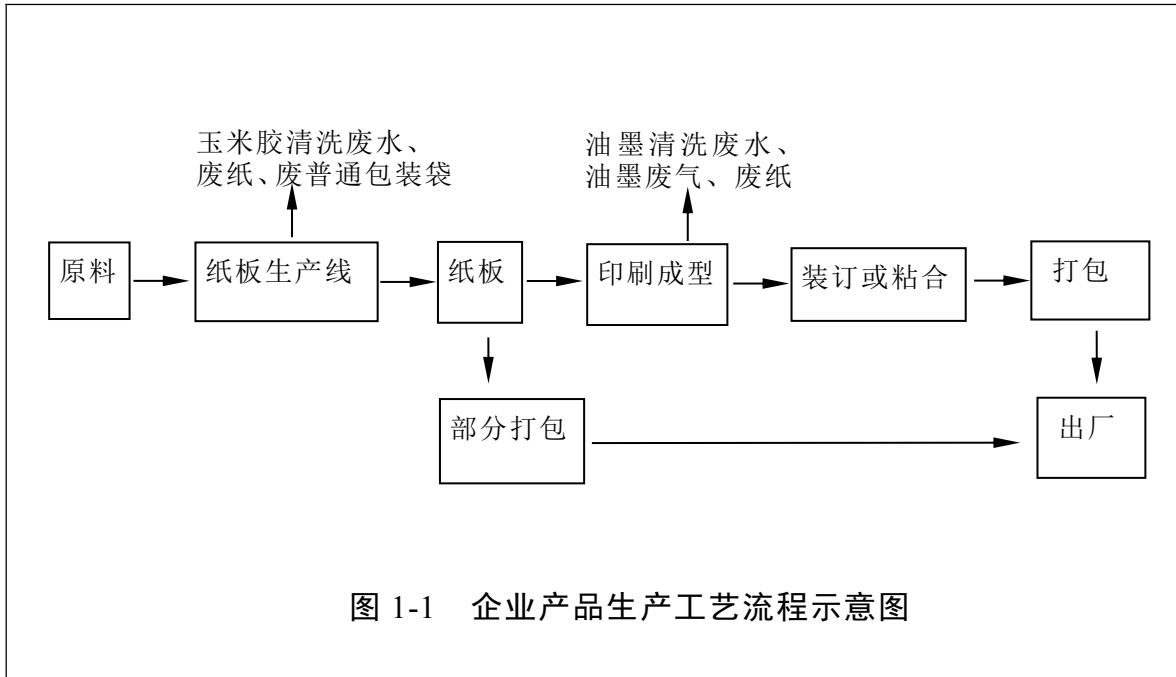 玉米胶清洗废水、
废纸、废普通包装袋
油墨清洗废水、
油墨废气、废纸
原料
纸板生产线
纸板
印刷成型
装订或粘合
打包
部分打包
出厂
图 1-1 企业产品生产工艺流程示意图